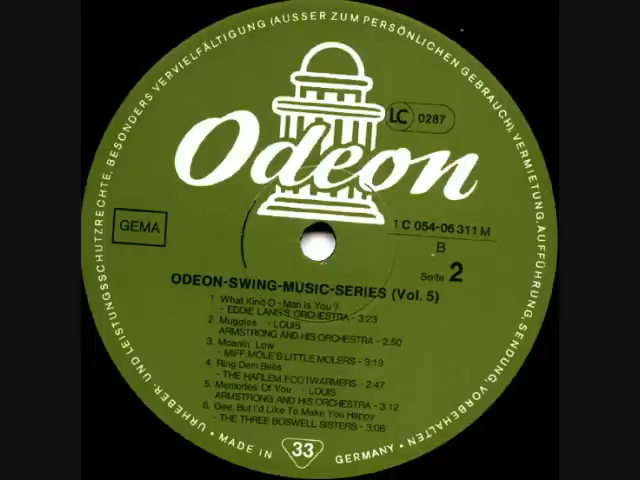 URHEBER- UND LEISTUNGSSCHUTZRECHTE, BESONDERS VERVIELFÄLTIGUNG (AUSSER ZUM PERSÖNLICHEN GEBRAUCH), VERMIETUNG, AUFFÜHRUNG, SENDUNG, VORBEHALTEN •
Odeon
LC 0287
GEMA
1 C 054-06 311 M
B
Seite 2
ODEON-SWING-MUSIC-SERIES (Vol. 5)
1. What Kind O' Man Is You ?
- EDDIE LANG'S ORCHESTRA - 3:23
2. Muggles - LOUIS
ARMSTRONG AND HIS ORCHESTRA - 2:50
3. Moanin' Low
- MIFF MOLE'S LITTLE MOLERS - 3:13
4. Ring Dem Bells
- THE HARLEM FOOTWARMERS - 2:47
5. Memories Of You - LOUIS
ARMSTRONG AND HIS ORCHESTRA - 3:12
6. Gee, But I'd Like To Make You Happy
- THE THREE BOSWELL SISTERS - 3:06
• MADE IN GERMANY •
33